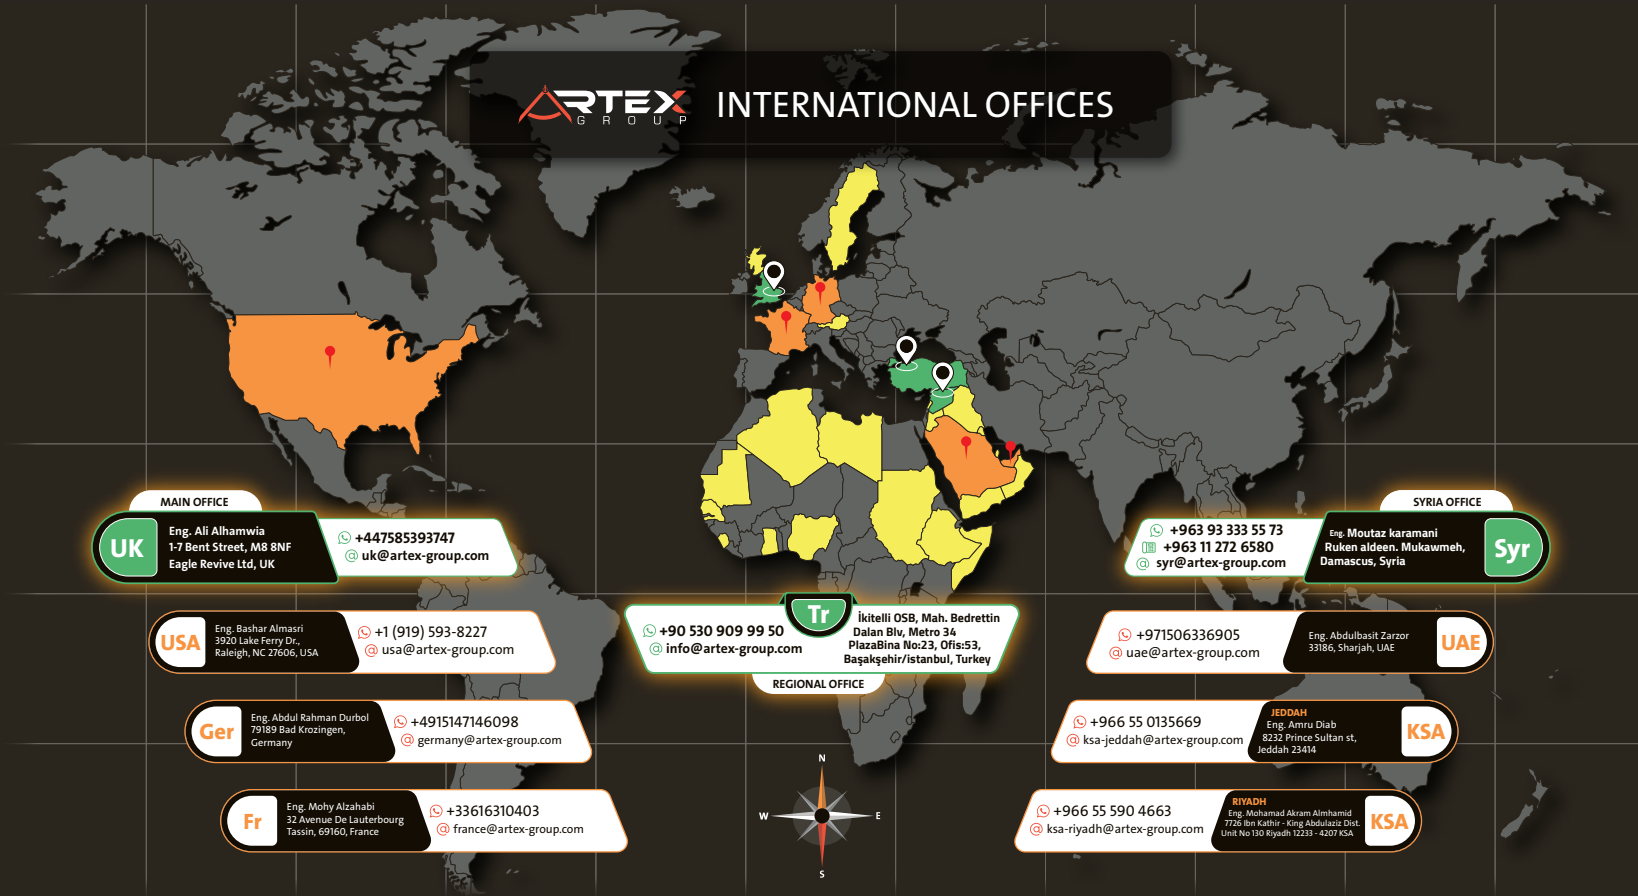 ARTEX
GROUP
INTERNATIONAL OFFICES
MAIN OFFICE
UK
Eng. Ali Alhamwia
1-7 Bent Street, M8 8NF
Eagle Revive Ltd, UK
+447585393747
@ uk@artex-group.com
USA
Eng. Bashar Almasri
3920 Lake Ferry Dr.,
Raleigh, NC 27606, USA
+1 (919) 593-8227
@ usa@artex-group.com
Ger
Eng. Abdul Rahman Durbol
79189 Bad Krozingen,
Germany
+4915147146098
@ germany@artex-group.com
Fr
Eng. Mohy Alzahabi
32 Avenue De Lauterbourg
Tassin, 69160, France
+33616310403
@ france@artex-group.com
Tr
+90 530 909 99 50
@ info@artex-group.com
İkitelli OSB, Mah. Bedrettin
Dalan Blv, Metro 34
PlazaBina No:23, Ofis:53,
Başakşehir/istanbul, Turkey
REGIONAL OFFICE
N
W
E
S
SYRIA OFFICE
+963 93 333 55 73
+963 11 272 6580
@ syr@artex-group.com
Eng. Moutaz karamani
Ruken aldeen. Mukawmeh,
Damascus, Syria
Syr
+971506336905
@ uae@artex-group.com
Eng. Abdulbasit Zarzor
33186, Sharjah, UAE
UAE
+966 55 0135669
@ ksa-jeddah@artex-group.com
JEDDAH
Eng. Amru Diab
8232 Prince Sultan st,
Jeddah 23414
KSA
+966 55 590 4663
@ ksa-riyadh@artex-group.com
RIYADH
Eng. Mohamad Akram Almhamid
7726 Ibn Kathir - King Abdulaziz Dist.
Unit No 130 Riyadh 12233 - 4207 KSA
KSA